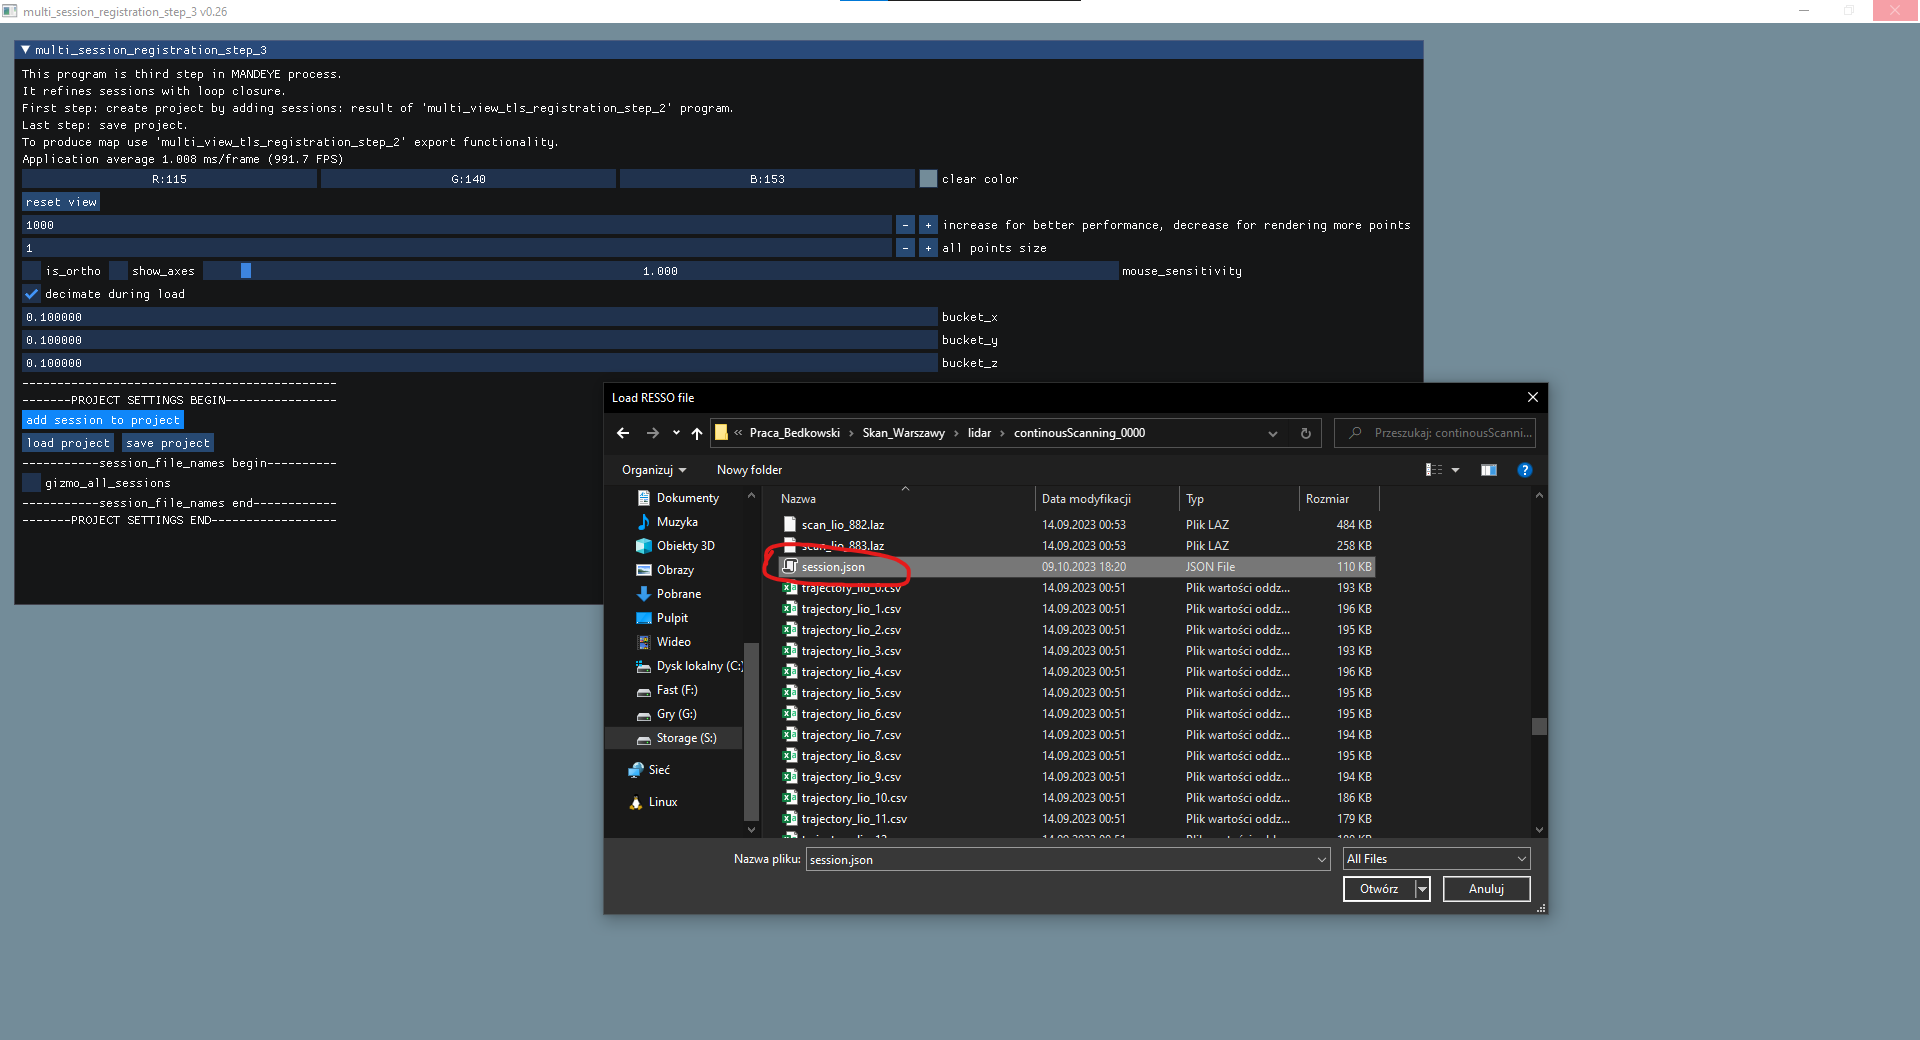 multi_session_registration_step_3 v0.26
multi_session_registration_step_3
This program is third step in MANDEYE process.
It refines sessions with loop closure.
First step: create project by adding sessions: result of 'multi_view_tls_registration_step_2' program.
Last step: save project.
To produce map use 'multi_view_tls_registration_step_2' export functionality.
Application average 1.008 ms/frame (991.7 FPS)
R:115 G:140 B:153 clear color
reset view
1000 - + increase for better performance, decrease for rendering more points
1 - + all points size
is_ortho show_axes 1.000 mouse_sensitivity
decimate during load
0.100000 bucket_x
0.100000 bucket_y
0.100000 bucket_z
--------------------------------------------
-------PROJECT SETTINGS BEGIN----------------
add session to project
load project save project
-----------session_file_names begin----------
gizmo_all_sessions
-----------session_file_names end------------
-------PROJECT SETTINGS END------------------
Load RESSO file
« Praca_Bedkowski › Skan_Warszawy › lidar › continousScanning_0000
Przeszukaj: continousScanni...
Organizuj Nowy folder
Dokumenty
Muzyka
Obiekty 3D
Obrazy
Pobrane
Pulpit
Wideo
Dysk lokalny (C:)
Fast (F:)
Gry (G:)
Storage (S:)
Sieć
Linux
Nazwa Data modyfikacji Typ Rozmiar
scan_lio_882.laz 14.09.2023 00:53 Plik LAZ 484 KB
scan_lio_883.laz 14.09.2023 00:53 Plik LAZ 258 KB
session.json 09.10.2023 18:20 JSON File 110 KB
trajectory_lio_0.csv 14.09.2023 00:51 Plik wartości oddz... 193 KB
trajectory_lio_1.csv 14.09.2023 00:51 Plik wartości oddz... 196 KB
trajectory_lio_2.csv 14.09.2023 00:51 Plik wartości oddz... 195 KB
trajectory_lio_3.csv 14.09.2023 00:51 Plik wartości oddz... 193 KB
trajectory_lio_4.csv 14.09.2023 00:51 Plik wartości oddz... 196 KB
trajectory_lio_5.csv 14.09.2023 00:51 Plik wartości oddz... 195 KB
trajectory_lio_6.csv 14.09.2023 00:51 Plik wartości oddz... 195 KB
trajectory_lio_7.csv 14.09.2023 00:51 Plik wartości oddz... 194 KB
trajectory_lio_8.csv 14.09.2023 00:51 Plik wartości oddz... 195 KB
trajectory_lio_9.csv 14.09.2023 00:51 Plik wartości oddz... 194 KB
trajectory_lio_10.csv 14.09.2023 00:51 Plik wartości oddz... 186 KB
trajectory_lio_11.csv 14.09.2023 00:51 Plik wartości oddz... 179 KB
Nazwa pliku: session.json All Files
Otwórz Anuluj